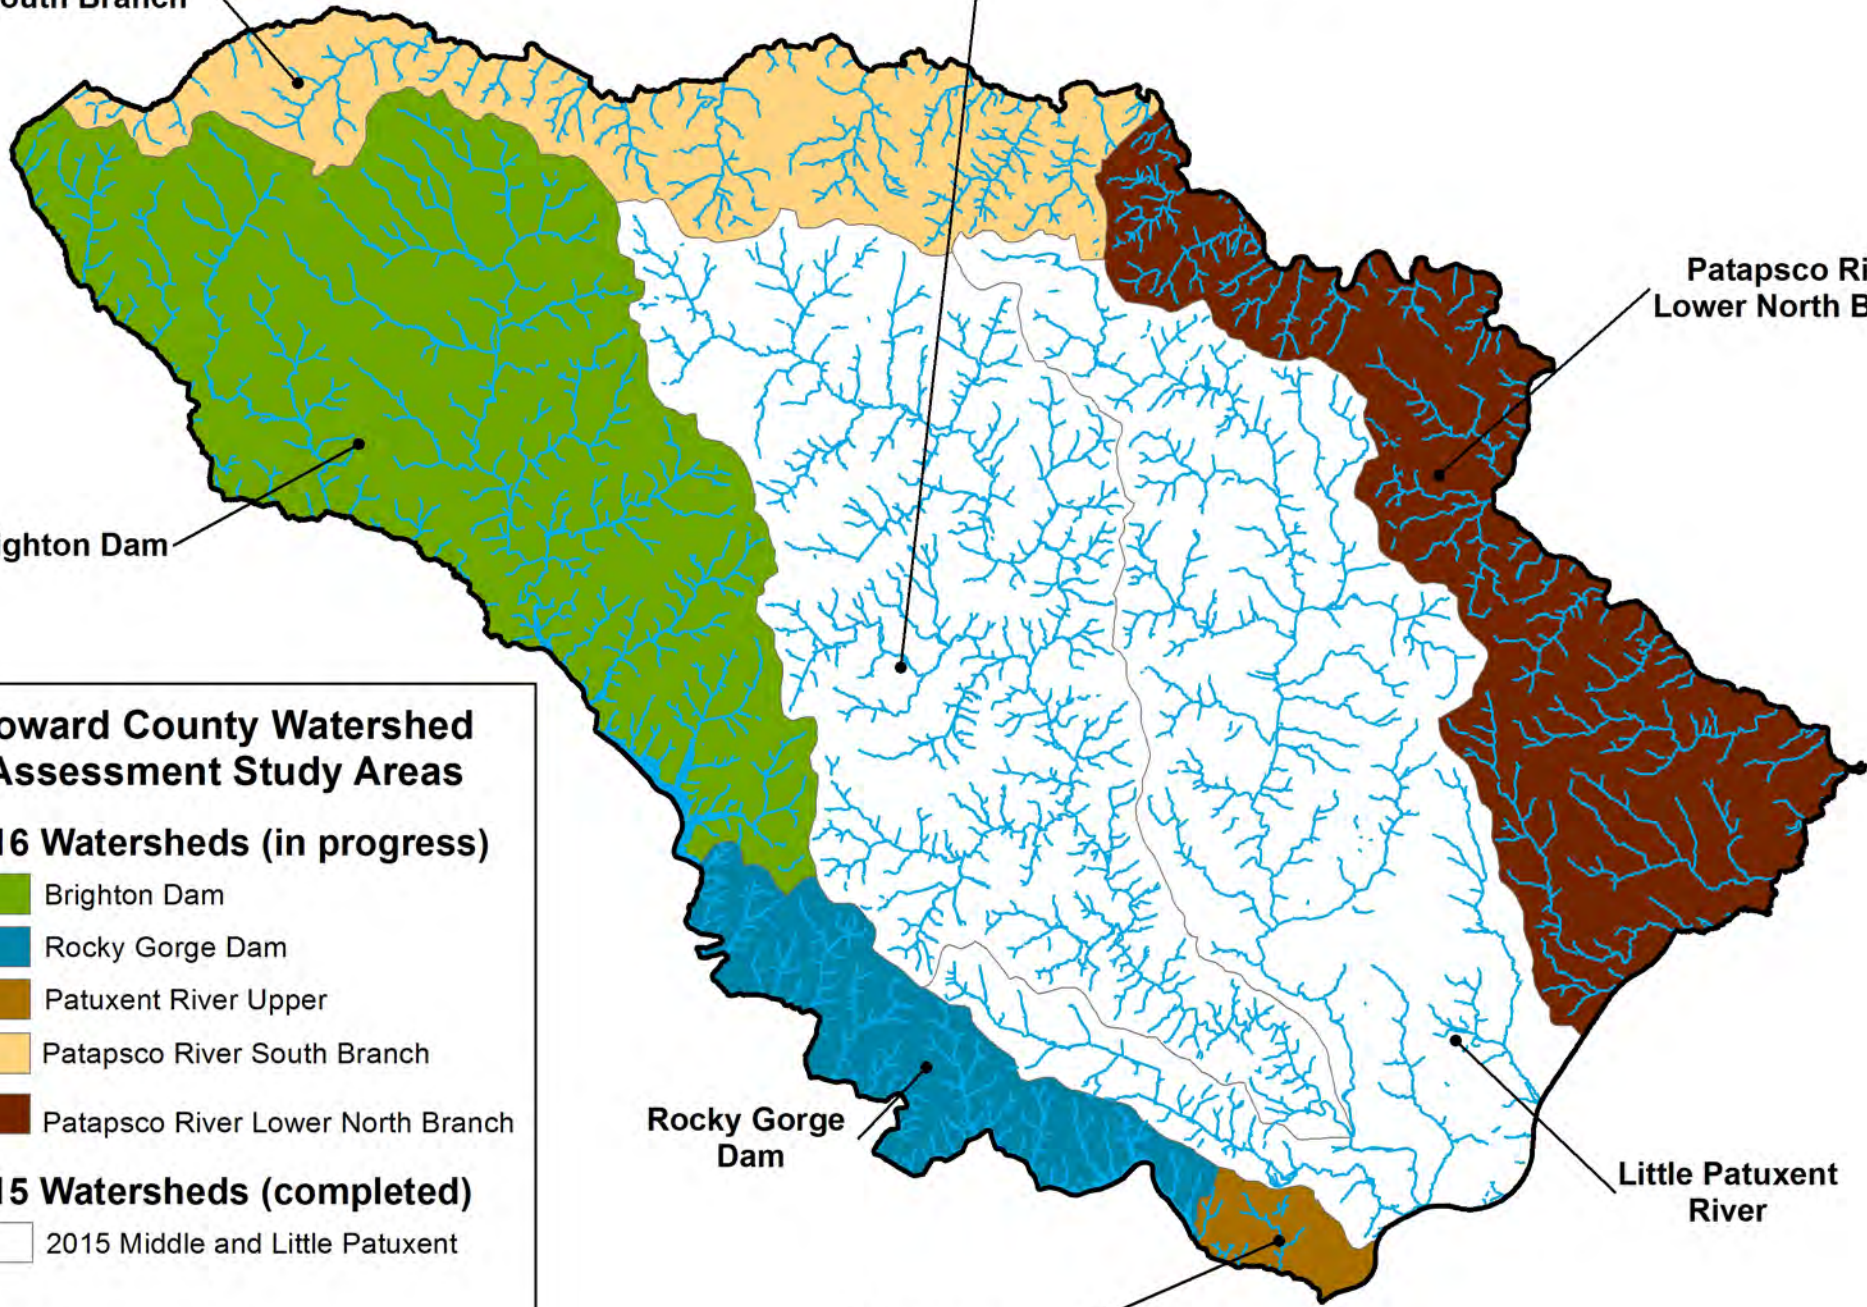 South Branch
Patapsco Ri
Lower North B
ighton Dam
oward County Watershed
Assessment Study Areas
16 Watersheds (in progress)
Brighton Dam
Rocky Gorge Dam
Patuxent River Upper
Patapsco River South Branch
Patapsco River Lower North Branch
15 Watersheds (completed)
2015 Middle and Little Patuxent
Rocky Gorge
Dam
Little Patuxent
River